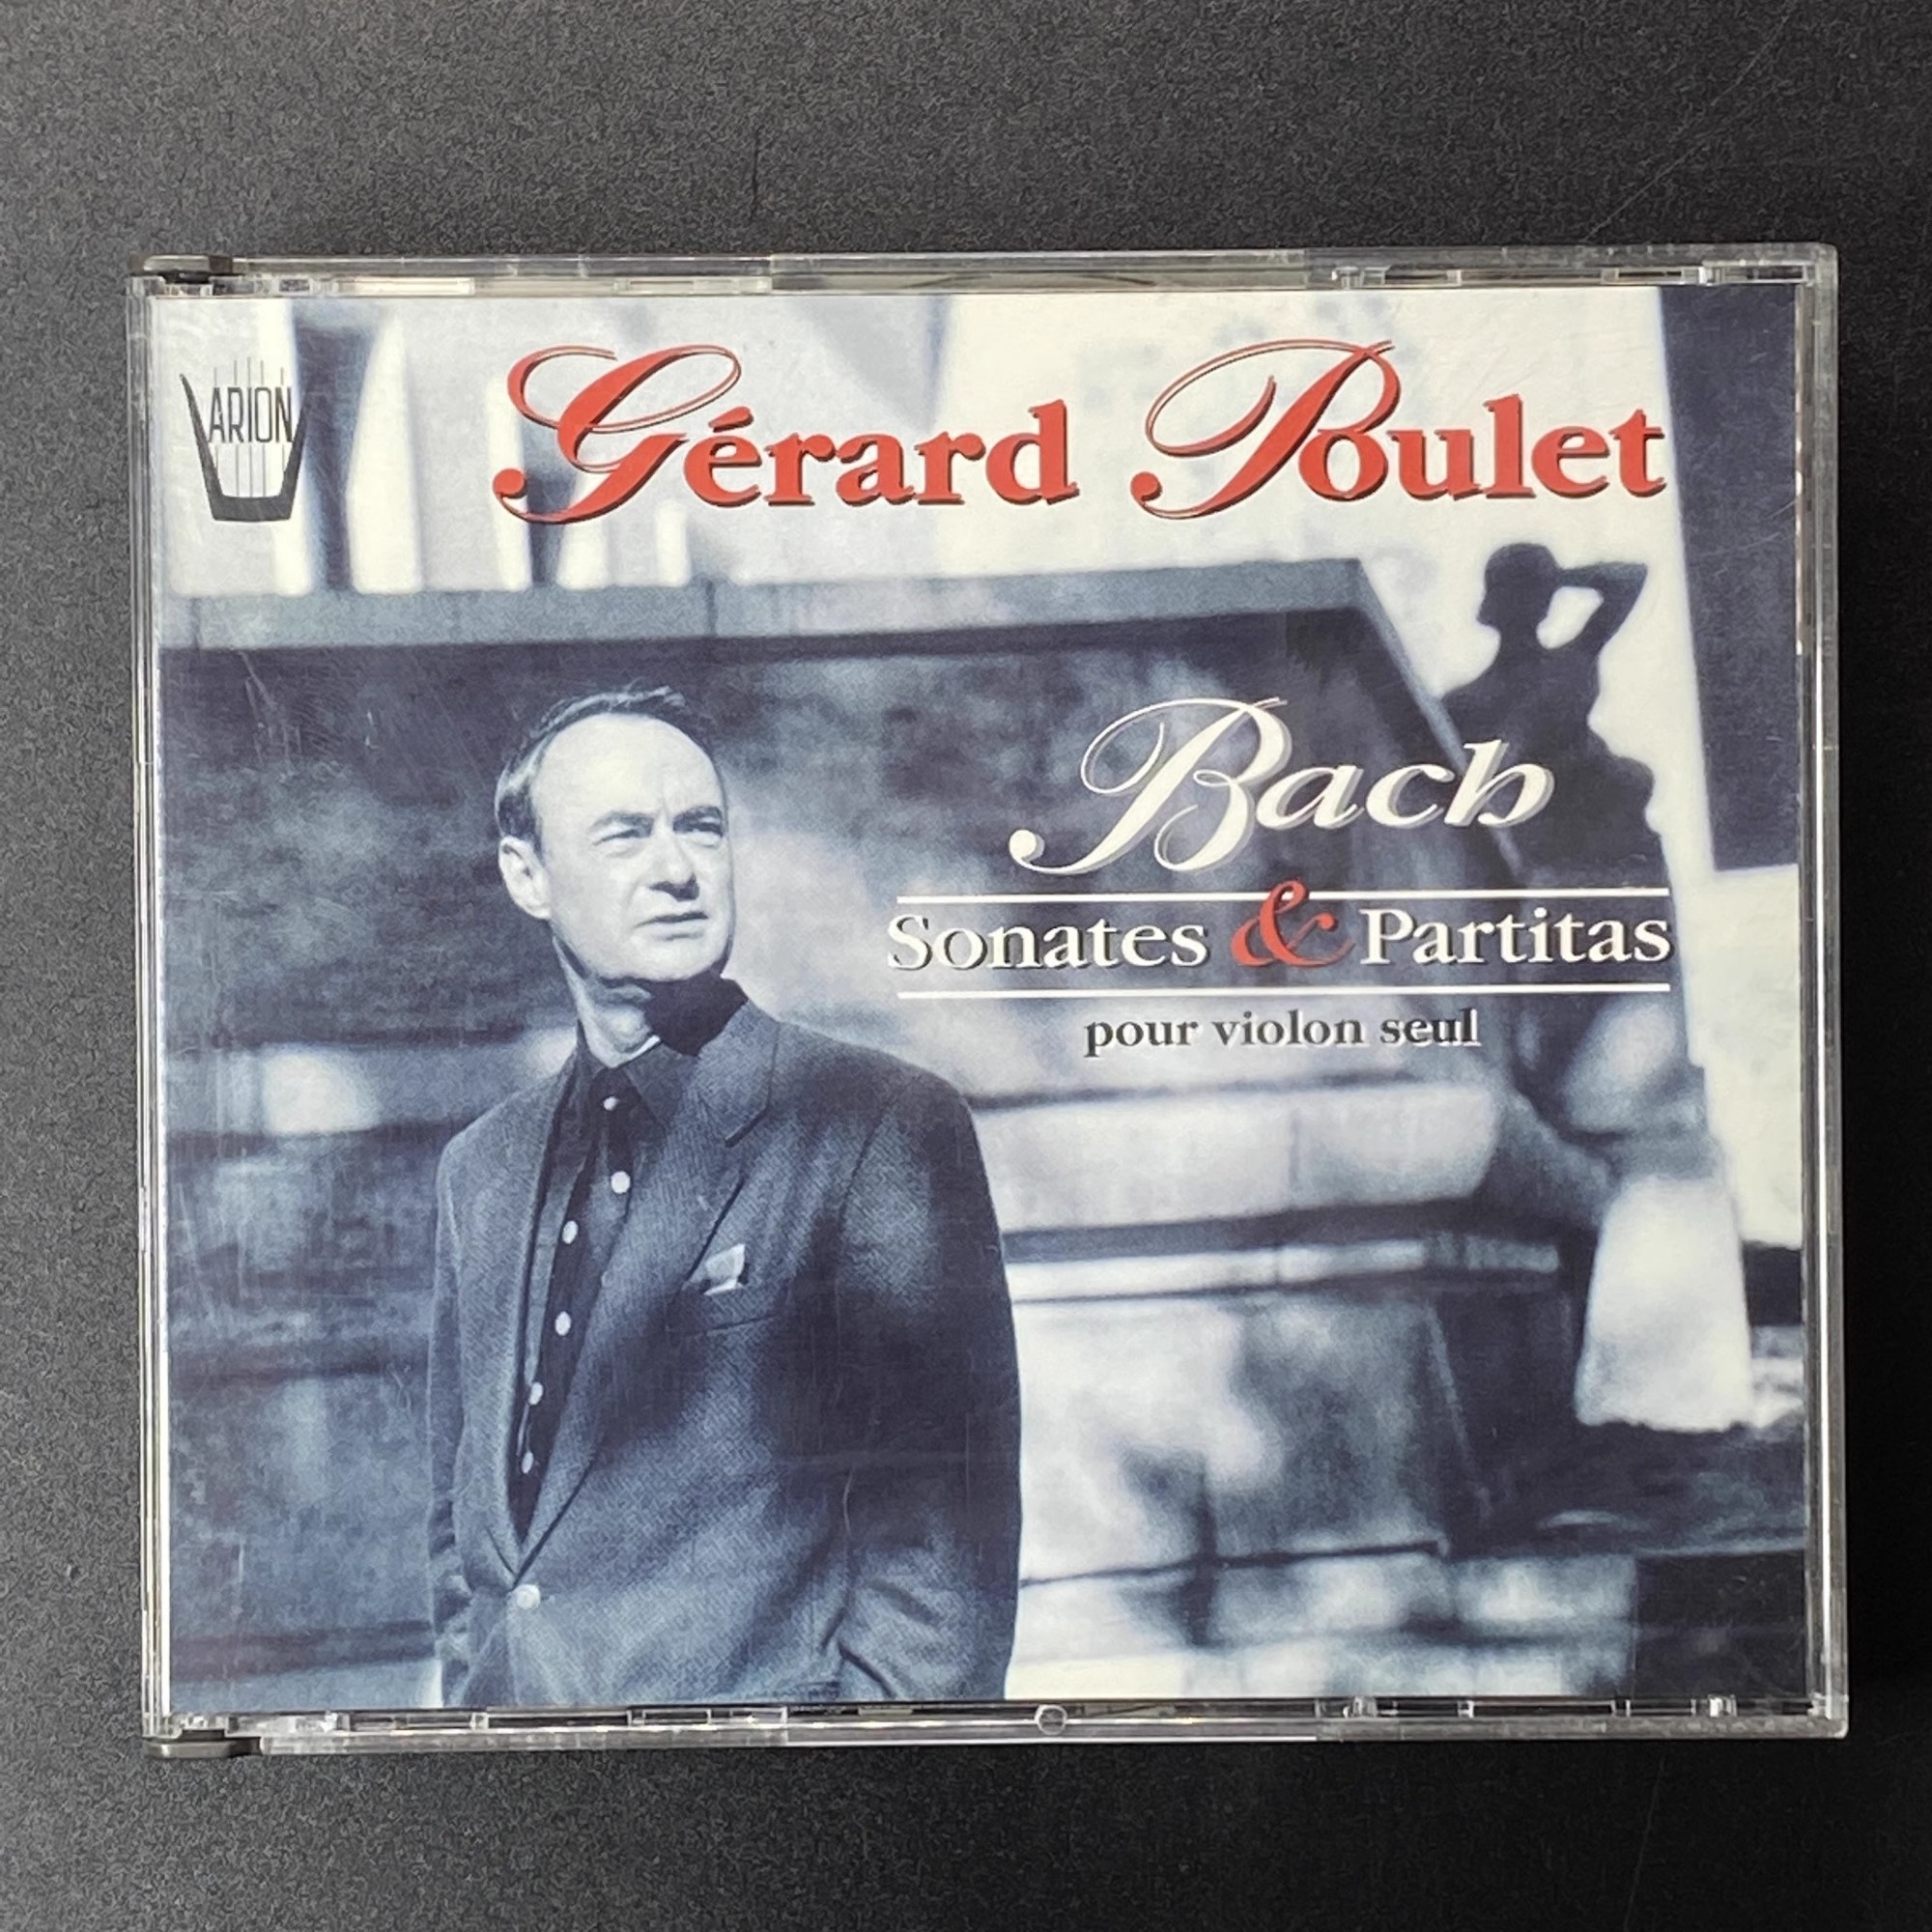 ARION
Gérard Poulet
Bach
Sonates & Partitas
pour violon seul